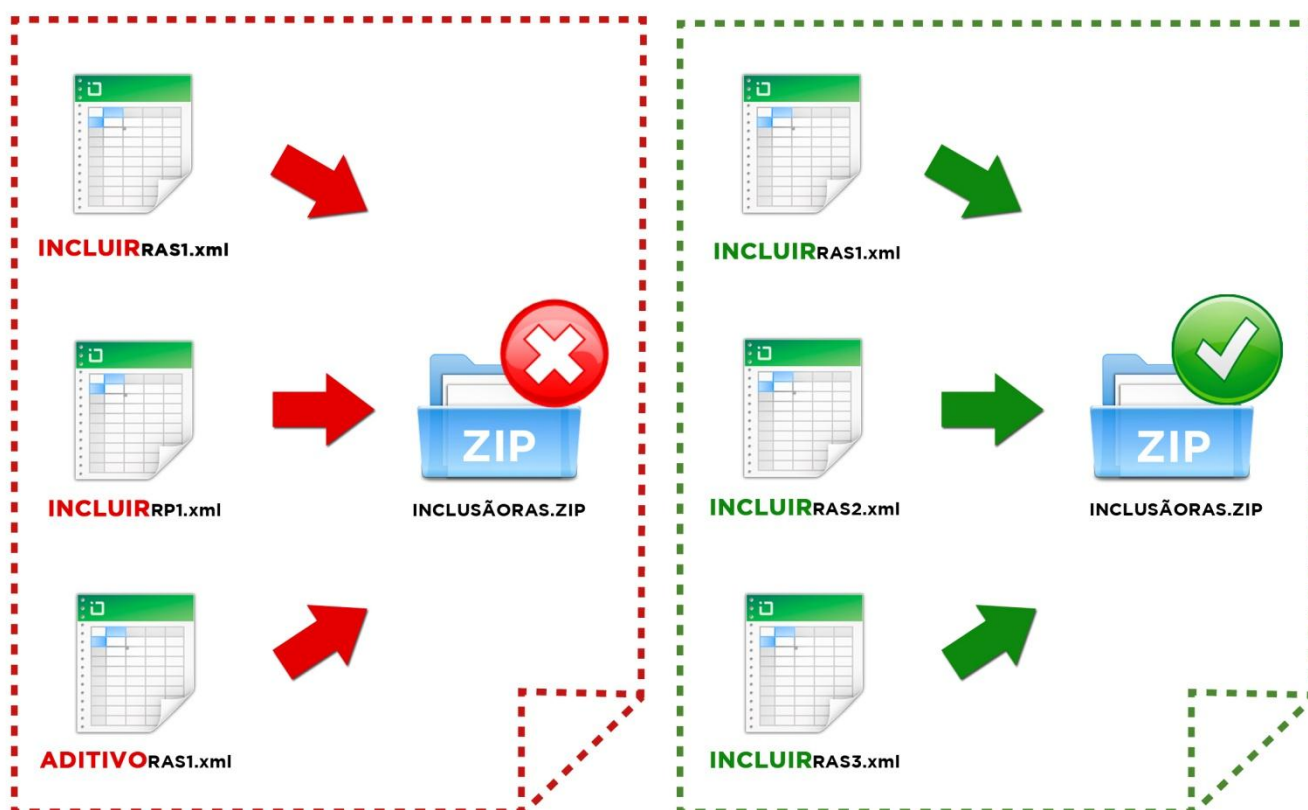 INCLUIRRAS1.xml
INCLUIRRP1.xml
ADITIVORAS1.xml
ZIP
INCLUSÃORAS.ZIP
INCLUIRRAS1.xml
INCLUIRRAS2.xml
INCLUIRRAS3.xml
ZIP
INCLUSÃORAS.ZIP